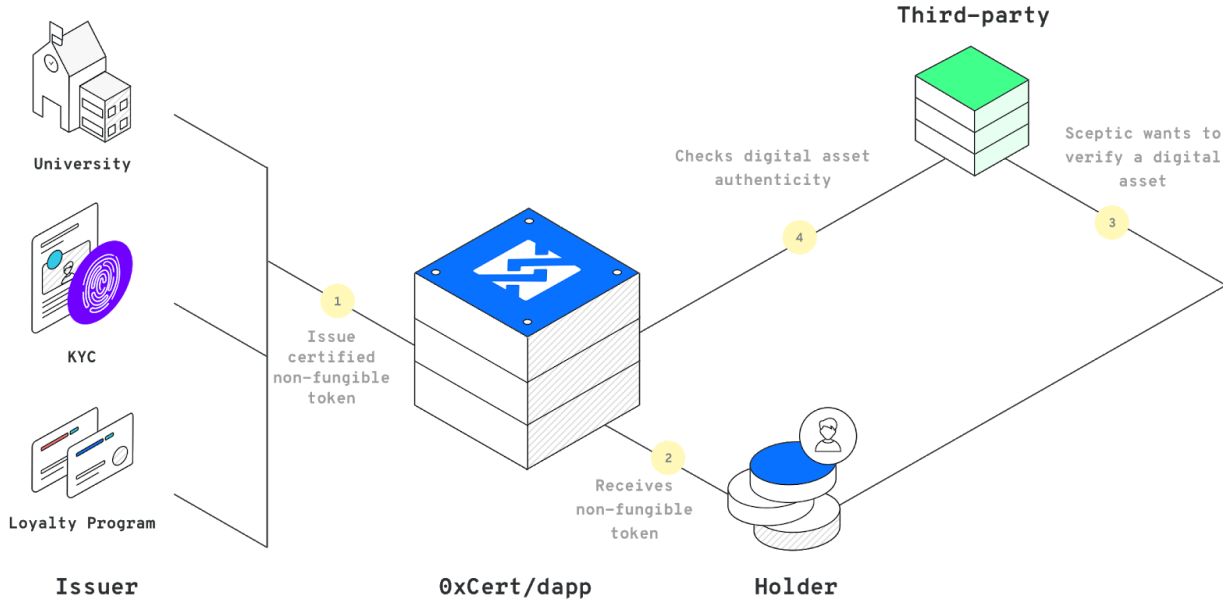 Third-party
University
Checks digital asset
authenticity
Sceptic wants to
verify a digital
asset
4
3
KYC
1
Issue
certified
non-fungible
token
2
Receives
non-fungible
token
Loyalty Program
Issuer
0xCert/dapp
Holder